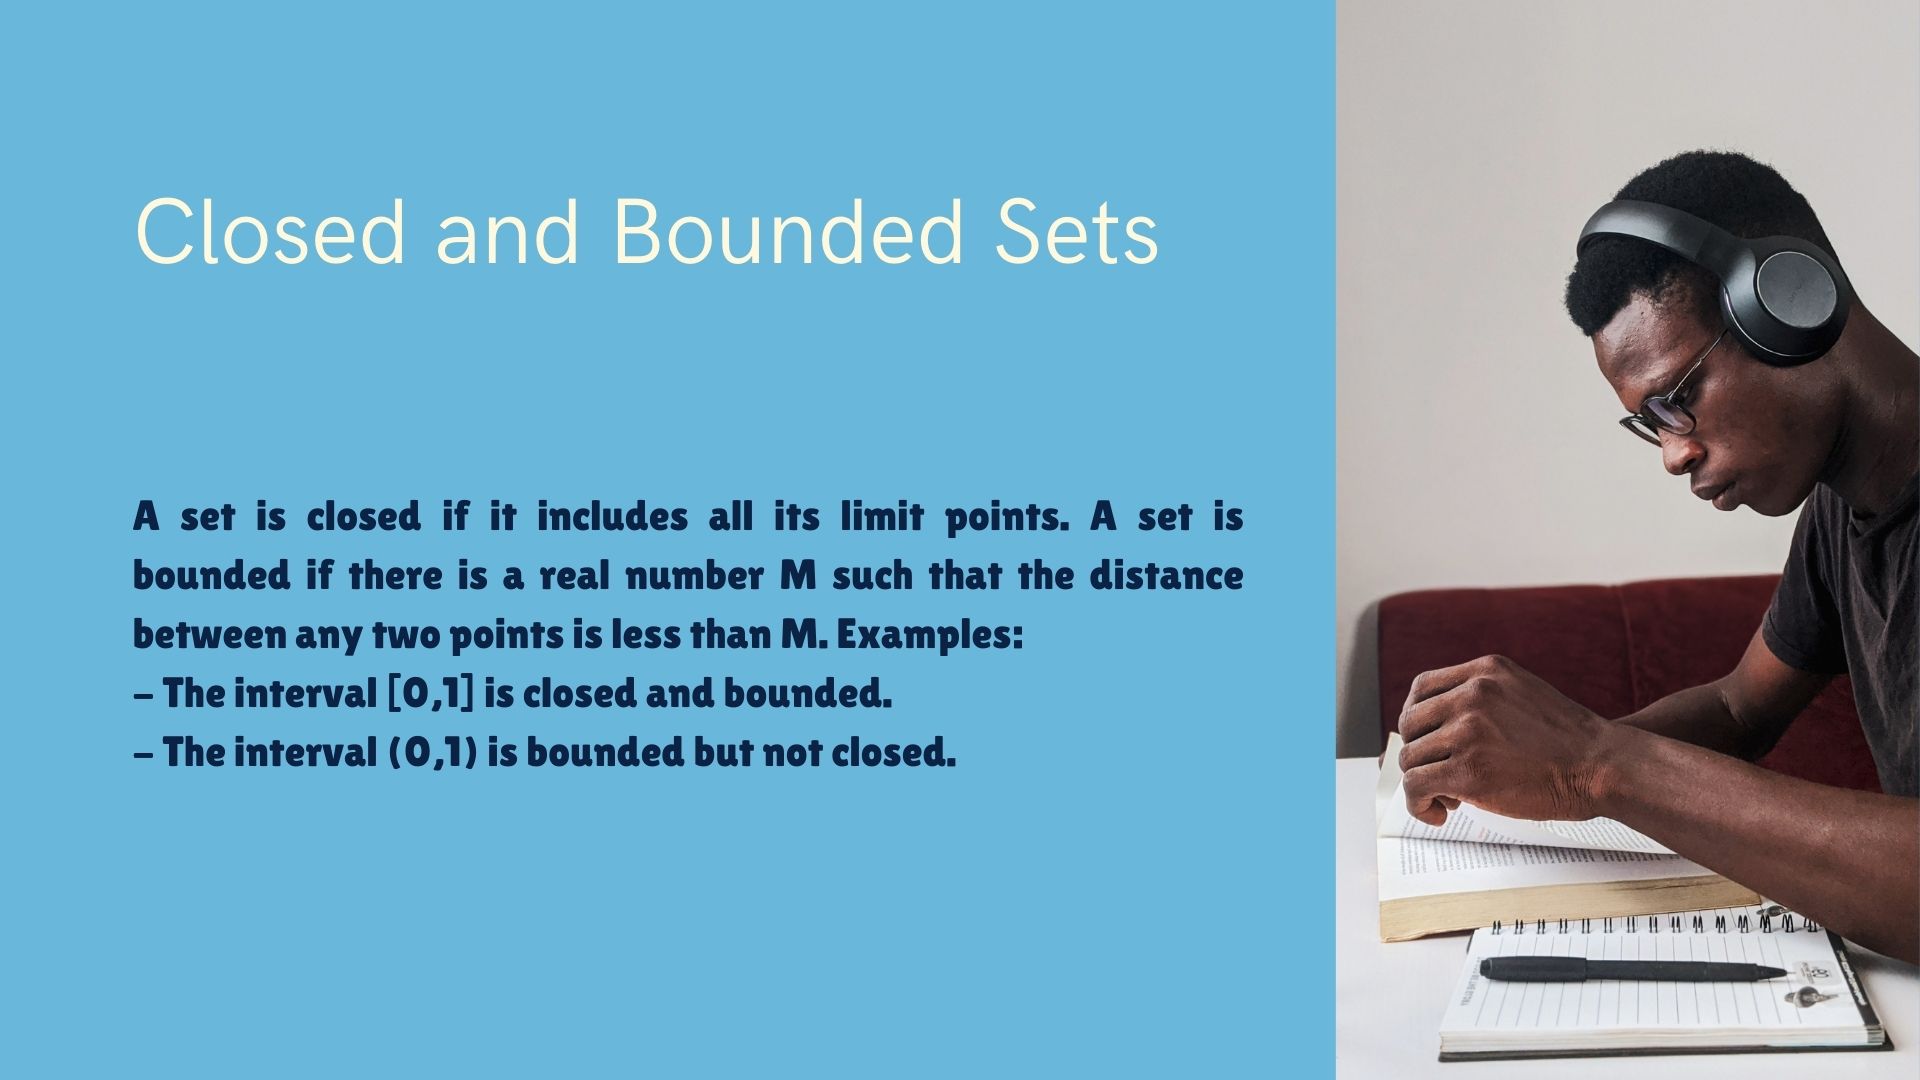 Closed and Bounded Sets
A set is closed if it includes all its limit points. A set is
bounded if there is a real number M such that the distance
between any two points is less than M. Examples:
– The interval [0,1] is closed and bounded.
– The interval (0,1) is bounded but not closed.